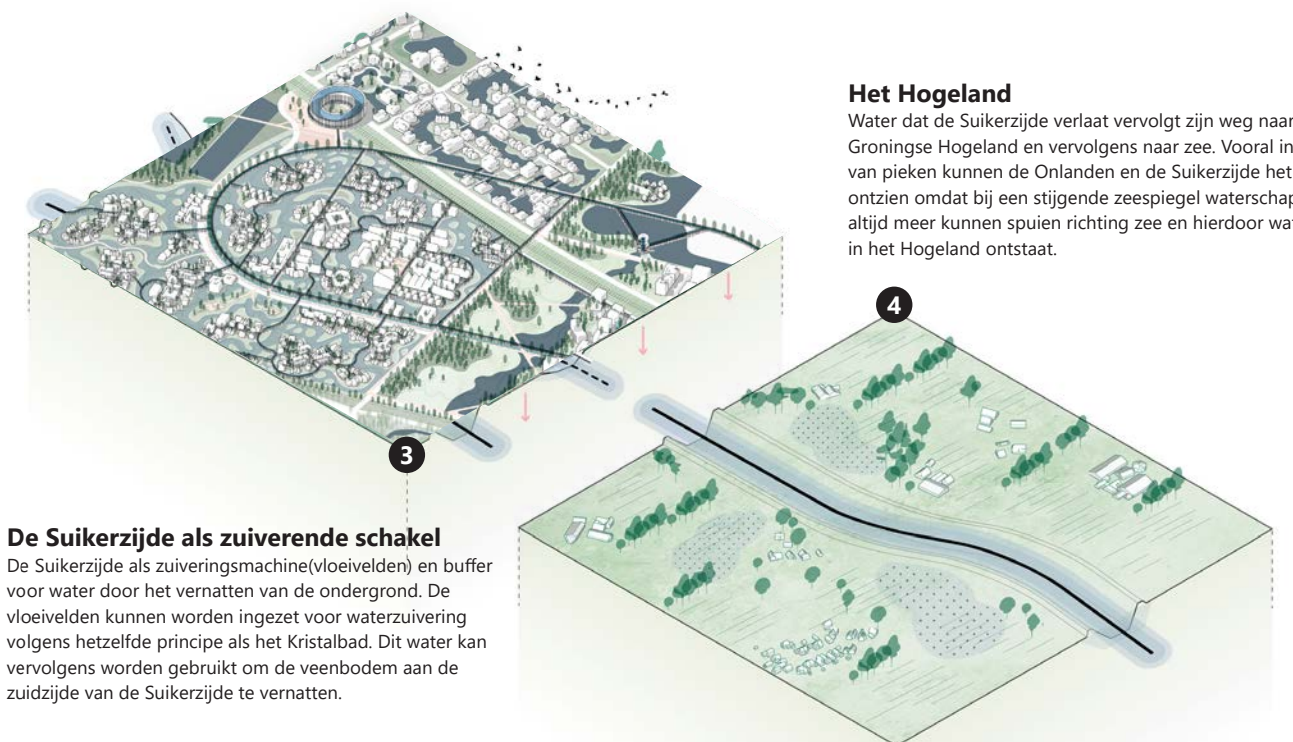 Het Hogeland
Water dat de Suikerzijde verlaat vervolgt zijn weg naar
Groningse Hogeland en vervolgens naar zee. Vooral in
van pieken kunnen de Onlanden en de Suikerzijde het
ontzien omdat bij een stijgende zeespiegel waterschap
altijd meer kunnen spuien richting zee en hierdoor wa
in het Hogeland ontstaat.
4
3
De Suikerzijde als zuiverende schakel
De Suikerzijde als zuiveringsmachine(vloeivelden) en buffer
voor water door het vernatten van de ondergrond. De
vloeivelden kunnen worden ingezet voor waterzuivering
volgens hetzelfde principe als het Kristalbad. Dit water kan
vervolgens worden gebruikt om de veenbodem aan de
zuidzijde van de Suikerzijde te vernatten.